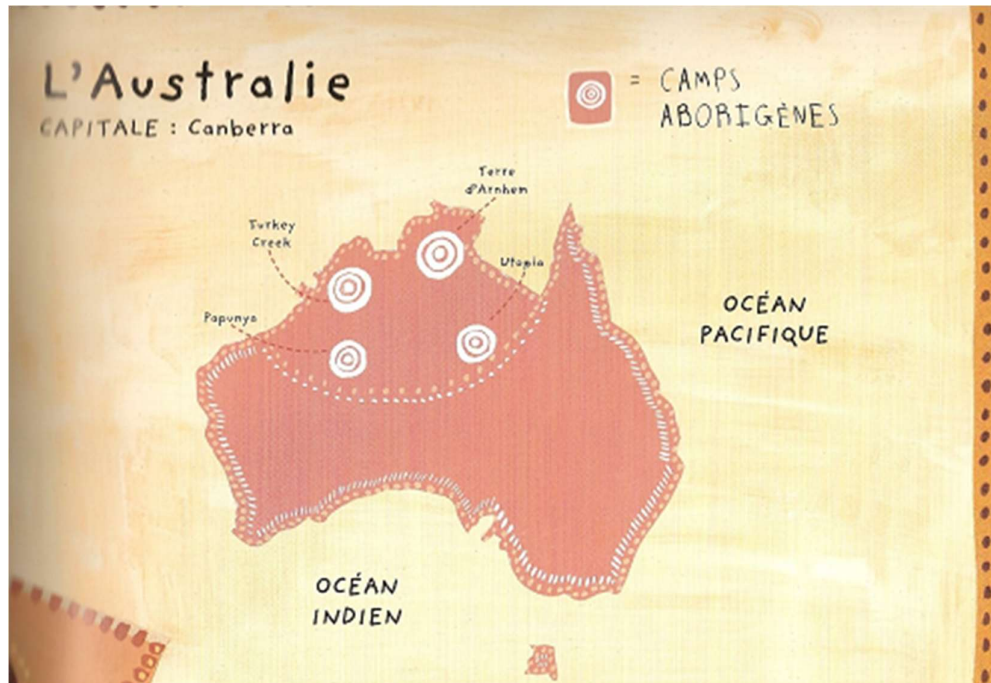 L'Australie
CAPITALE : Canberra
= CAMPS
ABORIGÈNES
Terre
d'Arnhem
Turkey
Creek
Utopia
Papunya
OCÉAN
PACIFIQUE
OCÉAN
INDIEN